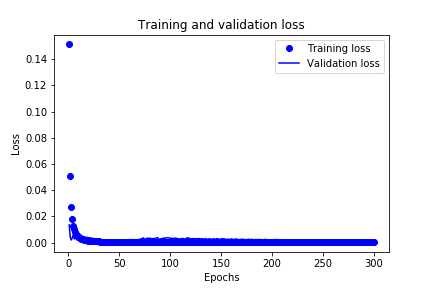 Training and validation loss
Training loss
Validation loss
0.14
0.12
0.10
0.08
0.06
0.04
0.02
0.00
Loss
0 50 100 150 200 250 300
Epochs